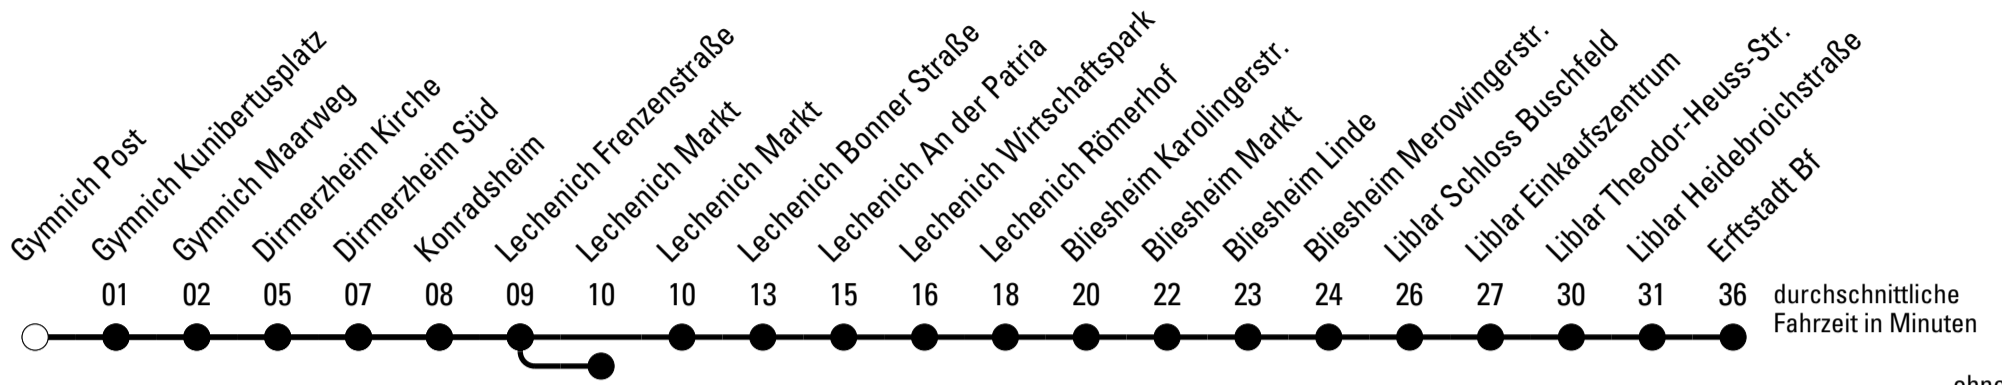 Gymnich Post
Gymnich Kunibertusplatz
Gymnich Maarweg
Dirmerzheim Kirche
Dirmerzheim Süd
Konradsheim
Lechenich Frenzenstraße
Lechenich Markt
Lechenich Markt
Lechenich Bonner Straße
Lechenich An der Patria
Lechenich Wirtschaftspark
Lechenich Römerhof
Bliesheim Karolingerstr.
Bliesheim Markt
Bliesheim Linde
Bliesheim Merowingerstr.
Liblar Schloss Buschfeld
Liblar Einkaufszentrum
Liblar Theodor-Heuss-Str.
Liblar Heidebroichstraße
Erftstadt Bf
01 02 05 07 08 09 10 10 13 15 16 18 20 22 23 24 26 27 30 31 36 durchschnittliche
Fahrzeit in Minuten